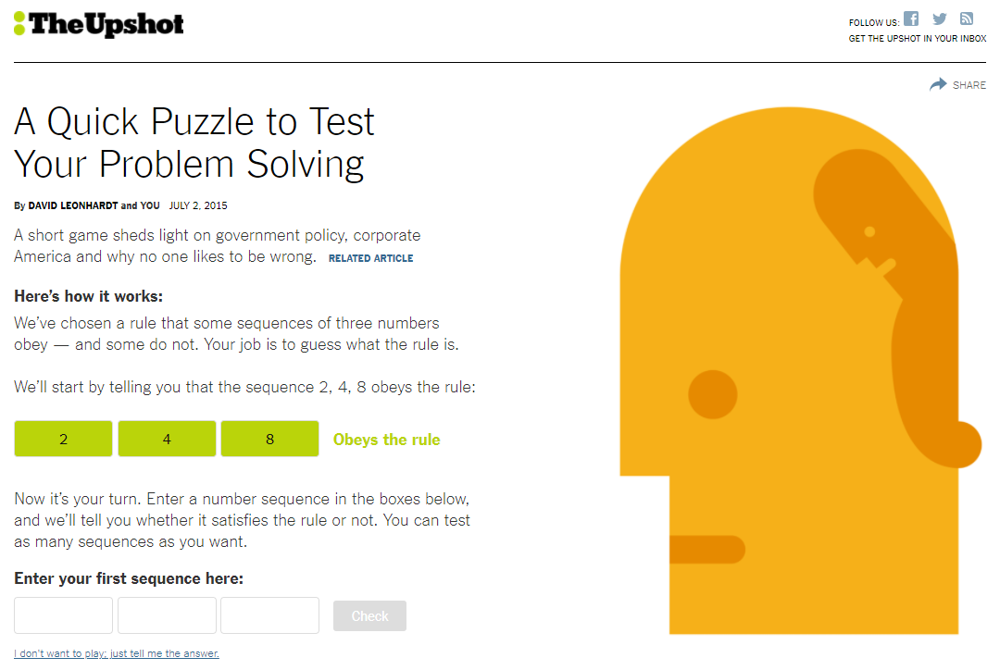 TheUpshot
FOLLOW US:
GET THE UPSHOT IN YOUR INBOX
SHARE
A Quick Puzzle to Test
Your Problem Solving
By DAVID LEONHARDT and YOU JULY 2, 2015
A short game sheds light on government policy, corporate
America and why no one likes to be wrong. RELATED ARTICLE
Here’s how it works:
We’ve chosen a rule that some sequences of three numbers
obey — and some do not. Your job is to guess what the rule is.
We’ll start by telling you that the sequence 2, 4, 8 obeys the rule:
2 4 8 Obeys the rule
Now it’s your turn. Enter a number sequence in the boxes below,
and we’ll tell you whether it satisfies the rule or not. You can test
as many sequences as you want.
Enter your first sequence here:
Check
I don't want to play; just tell me the answer.